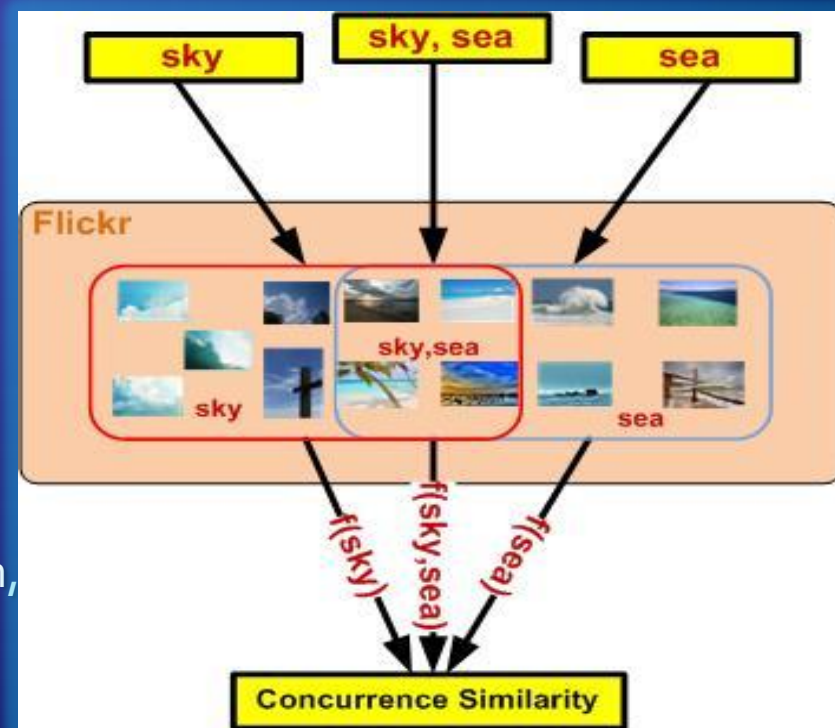 sky
sky, sea
sea
Flickr
sky,sea
sky
sea
f(sky)
f(sky,sea)
f(sea)
Concurrence Similarity